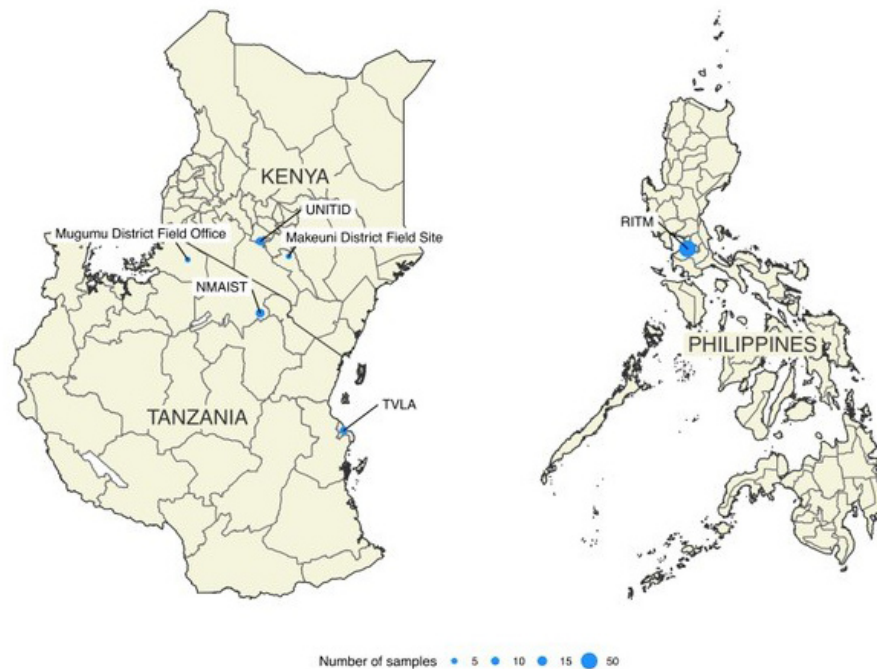 KENYA
UNITID
Mugumu District Field Office
Makeuni District Field Site
NMAIST
TANZANIA
TVLA
RITM
PHILIPPINES
Number of samples 5 10 15 50